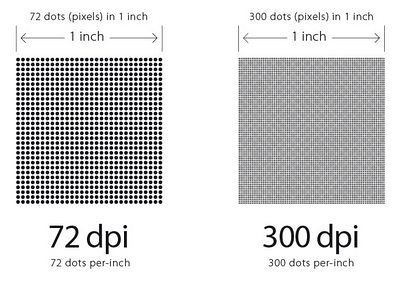 72 dots (pixels) in 1 inch
1 inch
72 dpi
72 dots per-inch
300 dots (pixels) in 1 inch
1 inch
300 dpi
300 dots per-inch